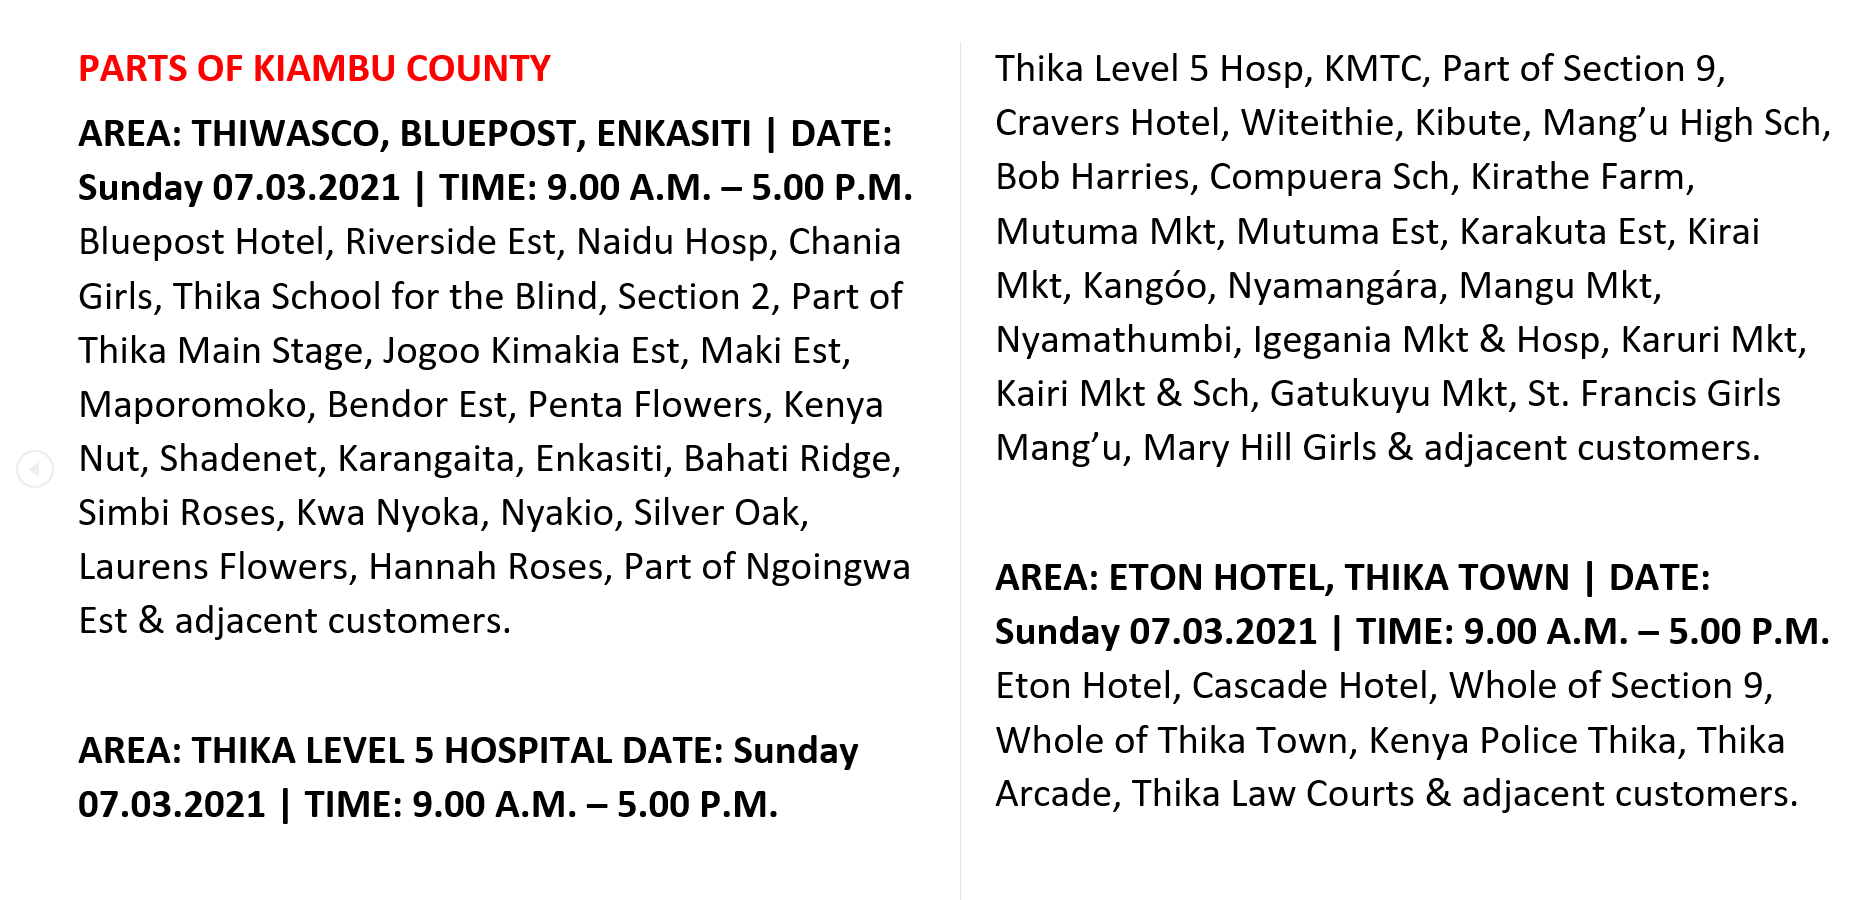 PARTS OF KIAMBU COUNTY
AREA: THIWASCO, BLUEPOST, ENKASITI | DATE:
Sunday 07.03.2021 | TIME: 9.00 A.M. – 5.00 P.M.
Bluepost Hotel, Riverside Est, Naidu Hosp, Chania
Girls, Thika School for the Blind, Section 2, Part of
Thika Main Stage, Jogoo Kimakia Est, Maki Est,
Maporomoko, Bendor Est, Penta Flowers, Kenya
Nut, Shadenet, Karangaita, Enkasiti, Bahati Ridge,
Simbi Roses, Kwa Nyoka, Nyakio, Silver Oak,
Laurens Flowers, Hannah Roses, Part of Ngoingwa
Est & adjacent customers.
AREA: THIKA LEVEL 5 HOSPITAL DATE: Sunday
07.03.2021 | TIME: 9.00 A.M. – 5.00 P.M.
Thika Level 5 Hosp, KMTC, Part of Section 9,
Cravers Hotel, Witeithie, Kibute, Mang’u High Sch,
Bob Harries, Compuera Sch, Kirathe Farm,
Mutuma Mkt, Mutuma Est, Karakuta Est, Kirai
Mkt, Kangóo, Nyamangára, Mangu Mkt,
Nyamathumbi, Igegania Mkt & Hosp, Karuri Mkt,
Kairi Mkt & Sch, Gatukuyu Mkt, St. Francis Girls
Mang’u, Mary Hill Girls & adjacent customers.
AREA: ETON HOTEL, THIKA TOWN | DATE:
Sunday 07.03.2021 | TIME: 9.00 A.M. – 5.00 P.M.
Eton Hotel, Cascade Hotel, Whole of Section 9,
Whole of Thika Town, Kenya Police Thika, Thika
Arcade, Thika Law Courts & adjacent customers.